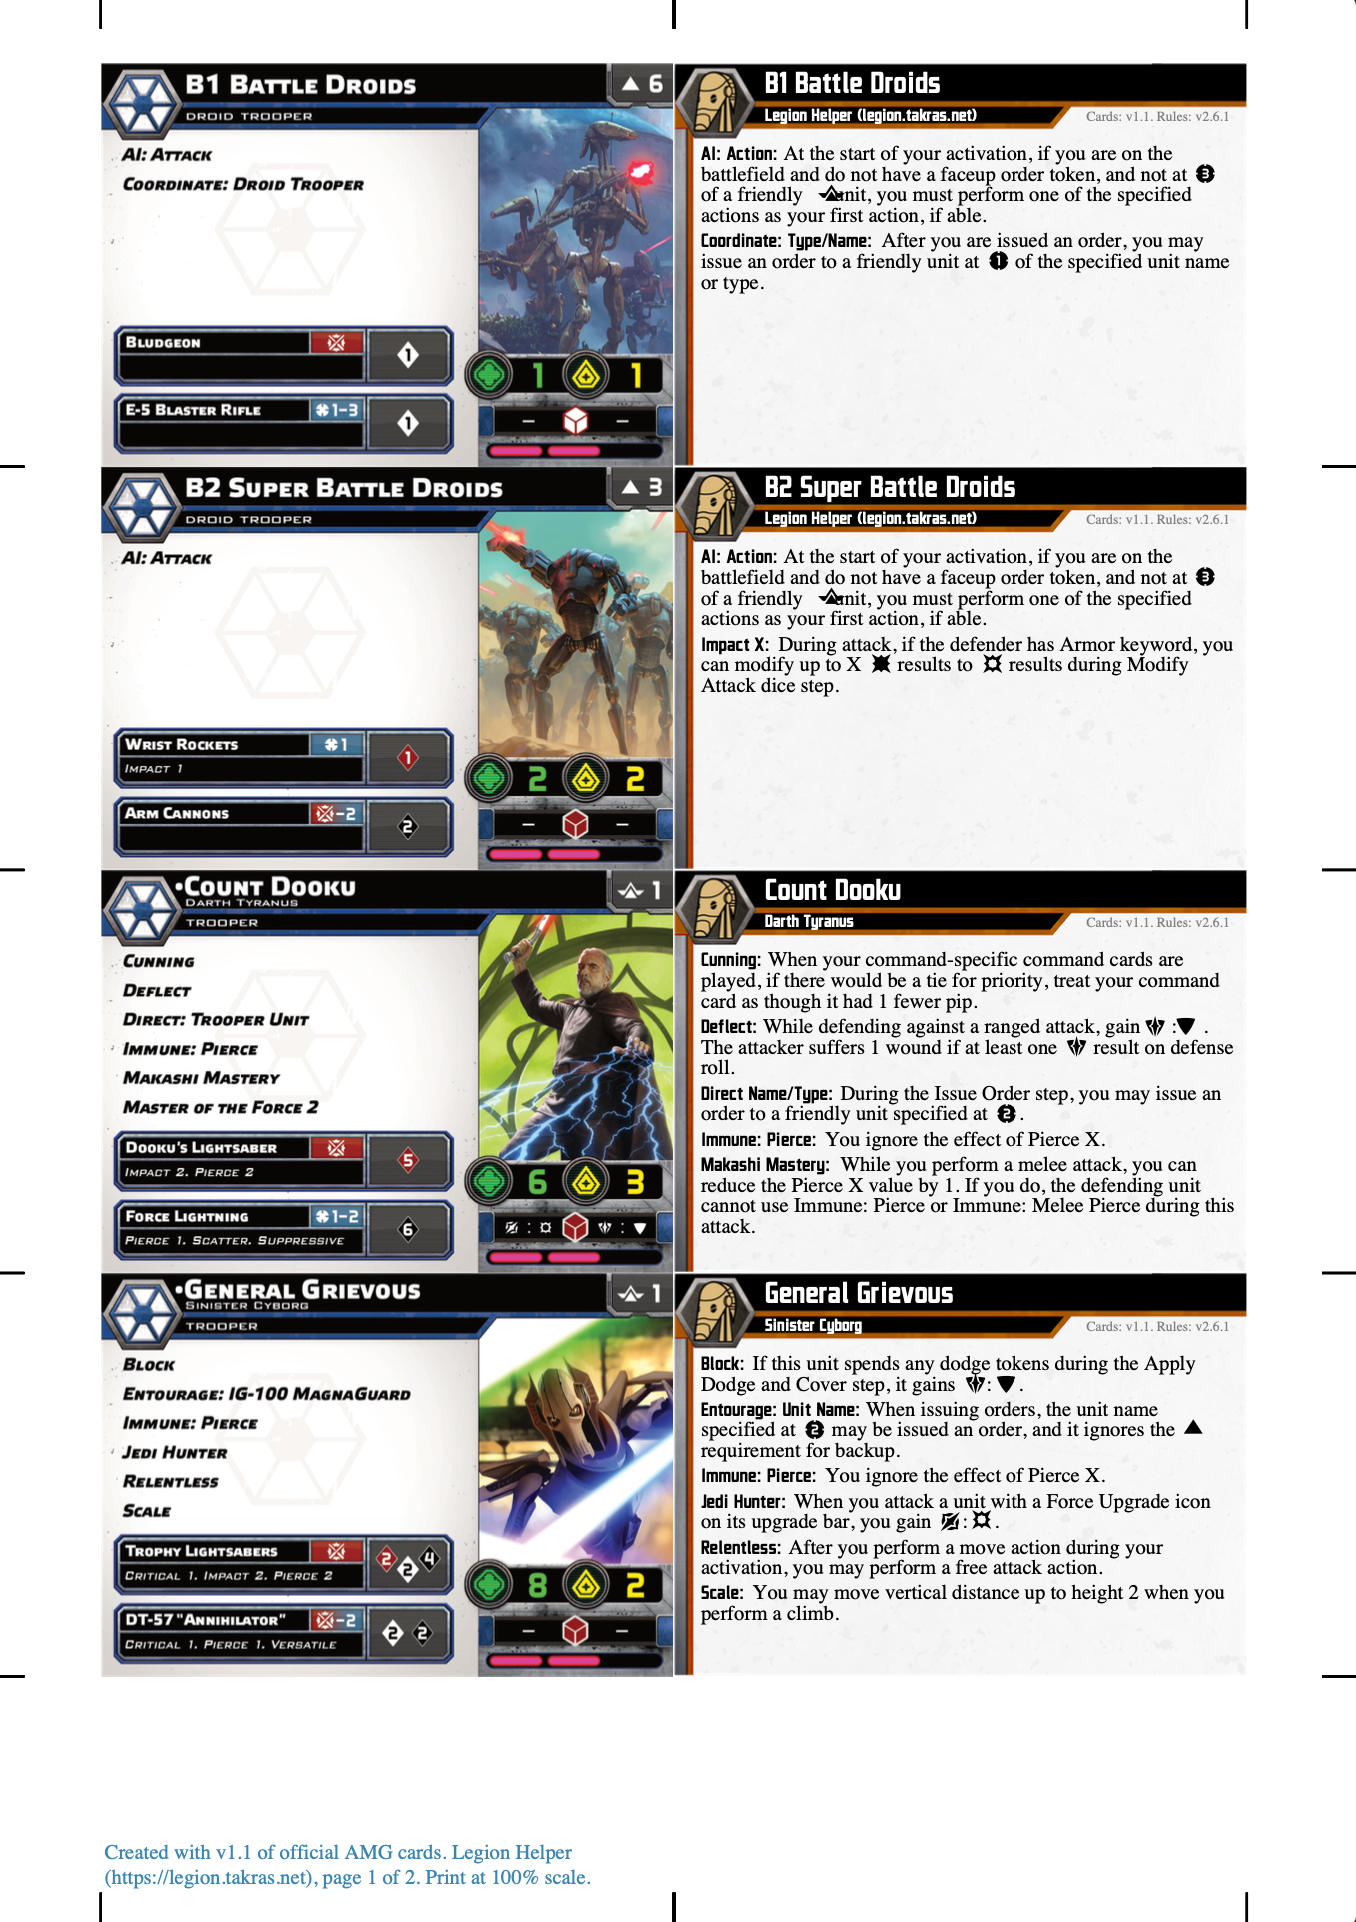 B1 Battle Droids
6
Droid Trooper
AI: Attack
Coordinate: Droid Trooper
Bludgeon
1
E-5 Blaster Rifle 1-3
1
1 1
- -
B1 Battle Droids
Legion Helper (legion.takras.net) Cards: v1.1. Rules: v2.6.1
AI: Action: At the start of your activation, if you are on the
battlefield and do not have a faceup order token, and not at 3
of a friendly unit, you must perform one of the specified
actions as your first action, if able.
Coordinate: Type/Name: After you are issued an order, you may
issue an order to a friendly unit at 1 of the specified unit name
or type.
B2 Super Battle Droids
3
Droid Trooper
AI: Attack
Wrist Rockets 1
Impact 1
1
Arm Cannons -2
2
2 2
- -
B2 Super Battle Droids
Legion Helper (legion.takras.net) Cards: v1.1. Rules: v2.6.1
AI: Action: At the start of your activation, if you are on the
battlefield and do not have a faceup order token, and not at 3
of a friendly unit, you must perform one of the specified
actions as your first action, if able.
Impact X: During attack, if the defender has Armor keyword, you
can modify up to X results to results during Modify
Attack dice step.
•Count Dooku
1
Darth Tyranus
Trooper
Cunning
Deflect
Direct: Trooper Unit
Immune: Pierce
Makashi Mastery
Master of the Force 2
Dooku's Lightsaber
Impact 2. Pierce 2
5
Force Lightning 1-2
Pierce 1. Scatter. Suppressive
6
6 3
: :
Count Dooku
Darth Tyranus Cards: v1.1. Rules: v2.6.1
Cunning: When your command-specific command cards are
played, if there would be a tie for priority, treat your command
card as though it had 1 fewer pip.
Deflect: While defending against a ranged attack, gain : .
The attacker suffers 1 wound if at least one result on defense
roll.
Direct Name/Type: During the Issue Order step, you may issue an
order to a friendly unit specified at 2.
Immune: Pierce: You ignore the effect of Pierce X.
Makashi Mastery: While you perform a melee attack, you can
reduce the Pierce X value by 1. If you do, the defending unit
cannot use Immune: Pierce or Immune: Melee Pierce during this
attack.
•General Grievous
1
Sinister Cyborg
Trooper
Block
Entourage: IG-100 MagnaGuard
Immune: Pierce
Jedi Hunter
Relentless
Scale
Trophy Lightsabers
Critical 1. Impact 2. Pierce 2
2 2 4
DT-57 "Annihilator" -2
Critical 1. Pierce 1. Versatile
2 2
8 2
- -
General Grievous
Sinister Cyborg Cards: v1.1. Rules: v2.6.1
Block: If this unit spends any dodge tokens during the Apply
Dodge and Cover step, it gains : .
Entourage: Unit Name: When issuing orders, the unit name
specified at 2 may be issued an order, and it ignores the
requirement for backup.
Immune: Pierce: You ignore the effect of Pierce X.
Jedi Hunter: When you attack a unit with a Force Upgrade icon
on its upgrade bar, you gain : .
Relentless: After you perform a move action during your
activation, you may perform a free attack action.
Scale: You may move vertical distance up to height 2 when you
perform a climb.
Created with v1.1 of official AMG cards. Legion Helper
(https://legion.takras.net), page 1 of 2. Print at 100% scale.